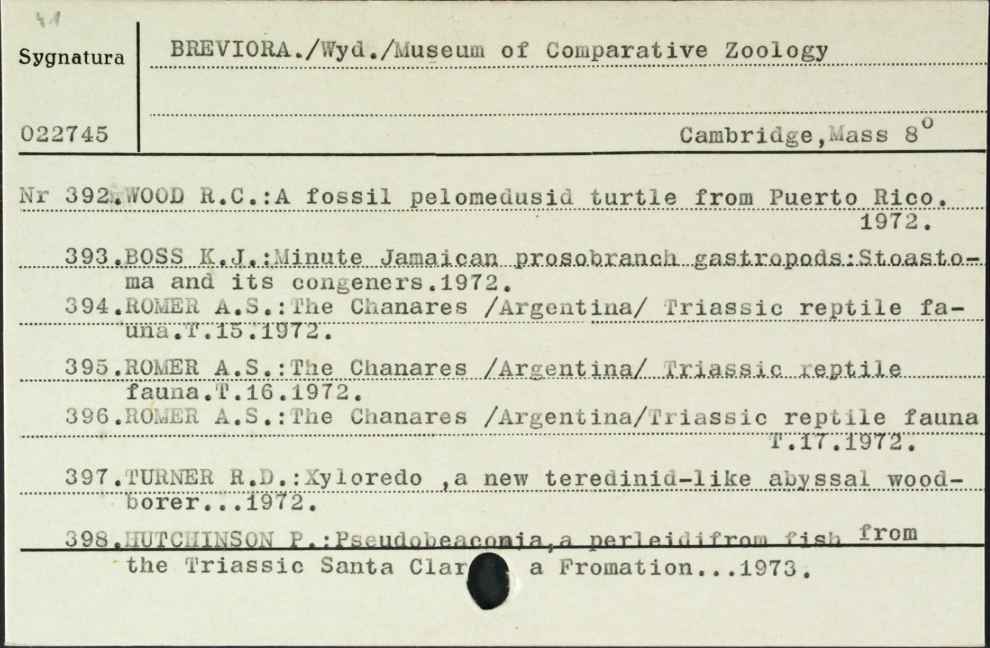 41
Sygnatura
BREVIORA./Wyd./Museum of Comparative Zoology
022745
Cambridge,Mass 8º
Nr 392.WOOD R.C.:A fossil pelomedusid turtle from Puerto Rico.
1972.
393.BOSS K.J.:Minute Jamaican prosobranch gastropods:Stoasto-
ma and its congeners.1972.
394.ROMER A.S.:The Chanares /Argentina/ Triassic reptile fa-
una.T.15.1972.
395.ROMER A.S.:The Chanares /Argentina/ Triassic reptile
fauna.T.16.1972.
396.ROMER A.S.:The Chanares /Argentina/Triassic reptile fauna
T.17.1972.
397.TURNER R.D.:Xyloredo ,a new teredinid-like abyssal wood-
borer...1972.
398.HUTCHINSON P.:Pseudobeaconia,a perleidifrom fish from
the Triassic Santa Clar a Fromation...1973.